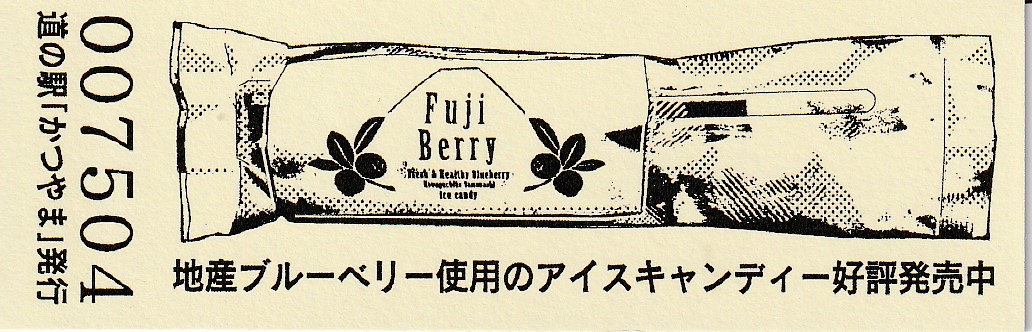 007504
道の駅「かつやま」発行
Fuji
Berry
Fresh & Healthy Blueberry
Kawaguchiko Yamanashi
ice candy
地産ブルーベリー使用のアイスキャンディー好評発売中